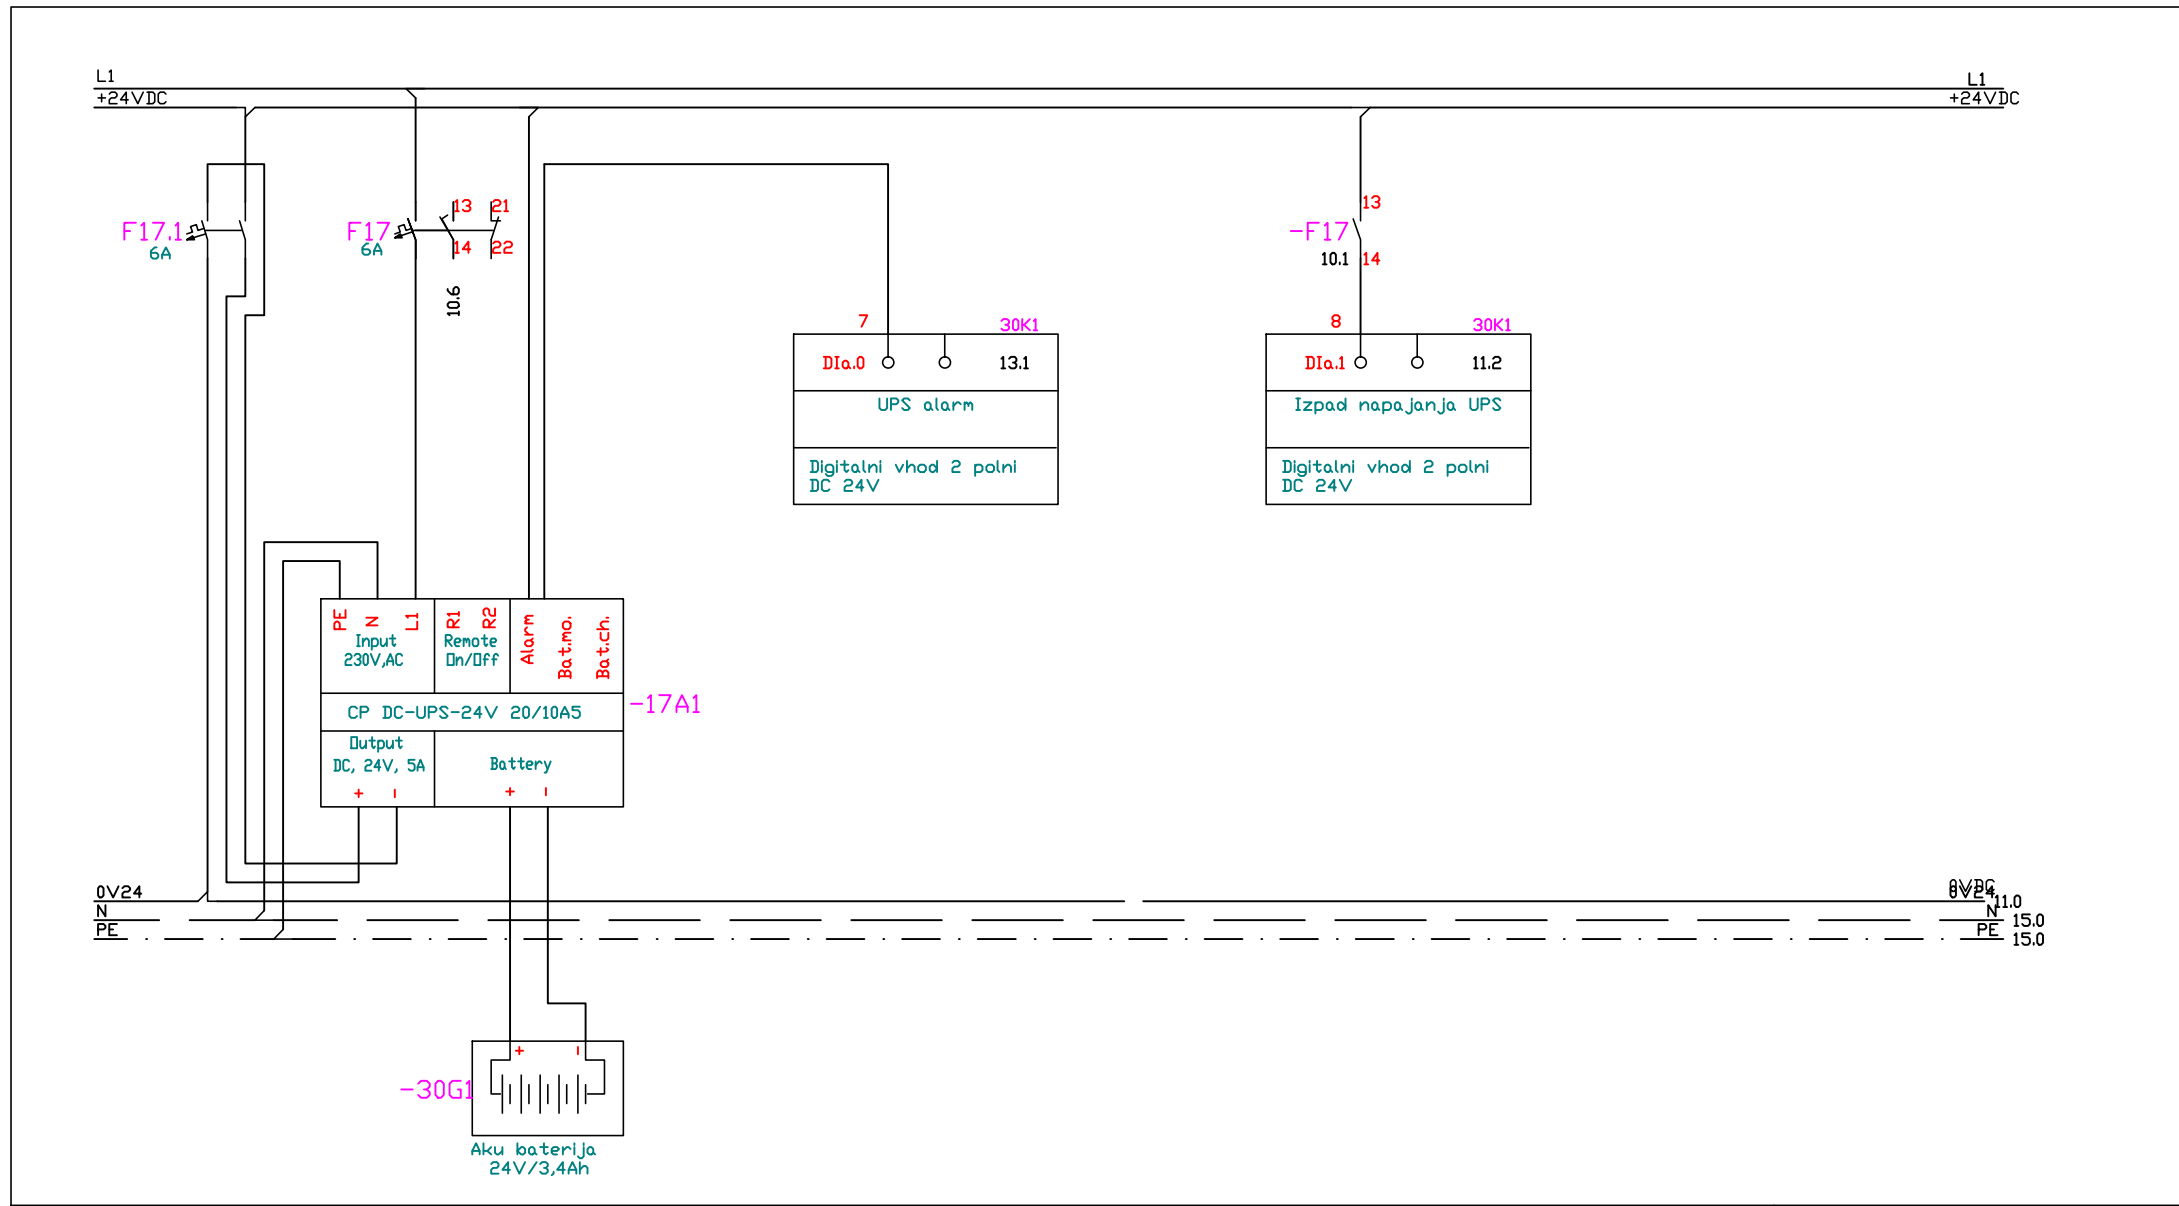 L1
L1
+24VDC
+24VDC
13
21
13
F17.1
F17
-F17
6A
6A
14
22
10.1
14
10.6
7
30K1
8
30K1
DIa.0
13.1
DIa.1
11.2
UPS alarm
Izpad napajanja UPS
Digitalni vhod 2 polni
DC 24V
Digitalni vhod 2 polni
DC 24V
PE
N
L1
R1
R2
Alarm
Bat.mo.
Bat.ch.
Input
230V,AC
Remote
On/Off
-17A1
CP DC-UPS-24V 20/10A5
Output
DC, 24V, 5A
Battery
+
-
+
-
0V24
0VDC
0V24
11.0
N
N
15.0
PE
PE
15.0
+
-
-30G1
Aku baterija
24V/3,4Ah